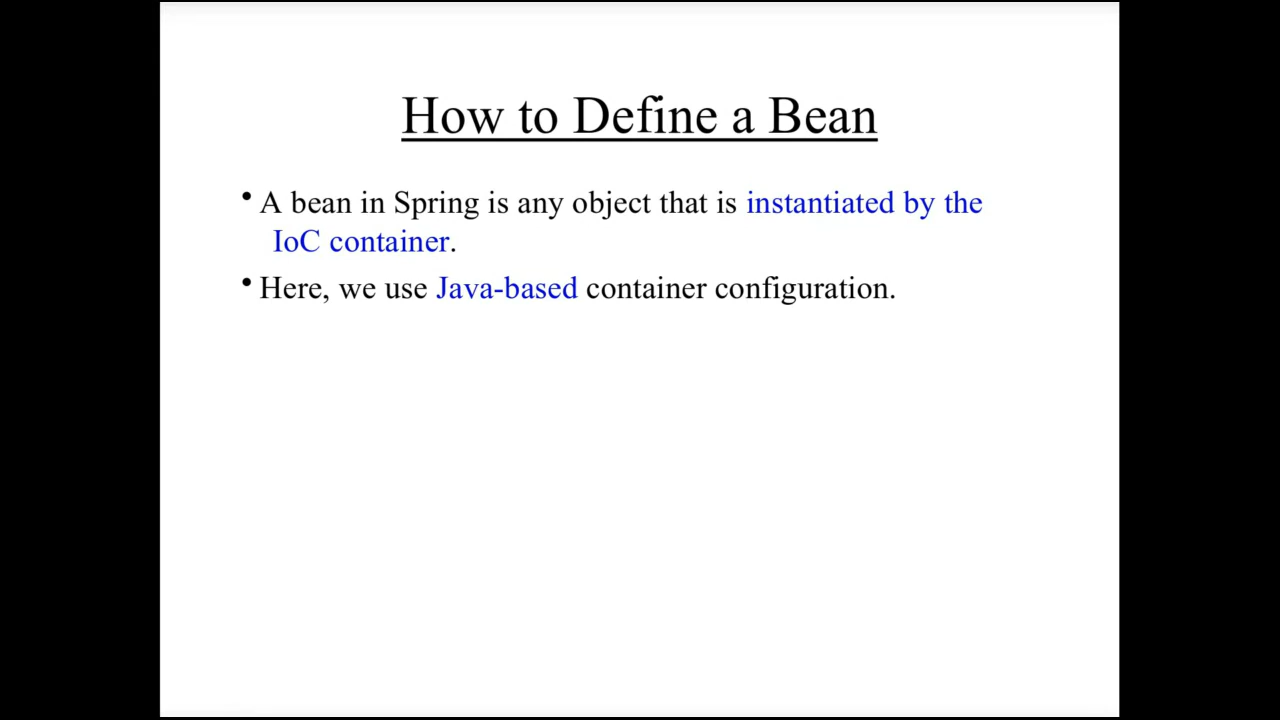 How to Define a Bean
• A bean in Spring is any object that is instantiated by the
IoC container.
• Here, we use Java-based container configuration.